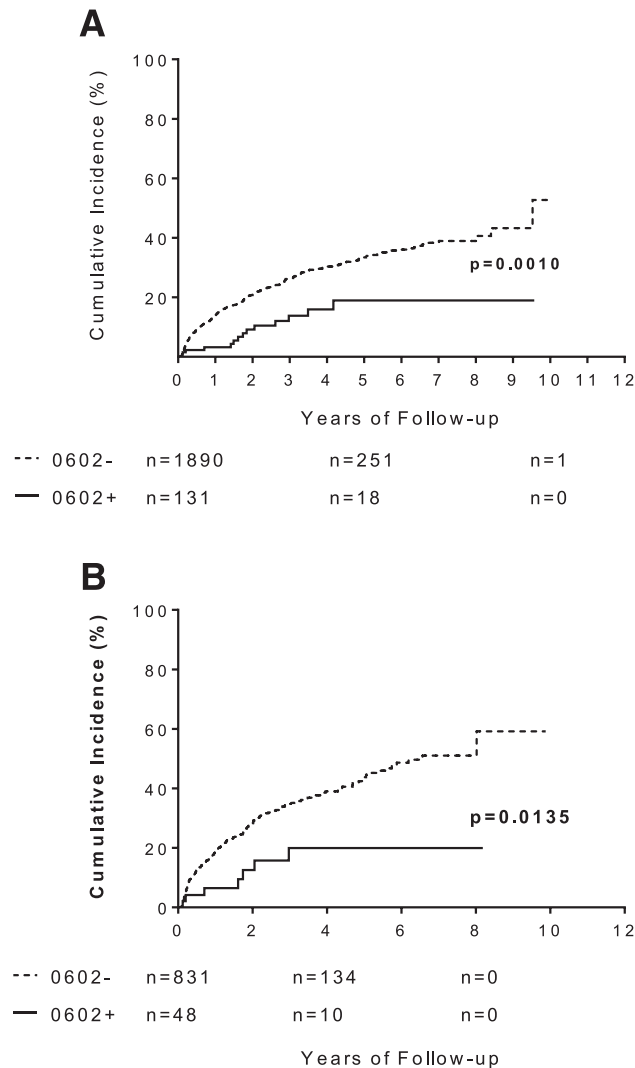 A
Cumulative Incidence (%)
100
80
60
40
20
p=0.0010
0 1 2 3 4 5 6 7 8 9 10 11 12
Years of Follow-up
0602- n=1890 n=251 n=1
0602+ n=131 n=18 n=0
B
Cumulative Incidence (%)
100
80
60
40
20
0
p=0.0135
0 2 4 6 8 10 12
0602- n=831 n=134 n=0
0602+ n=48 n=10 n=0
Years of Follow-up